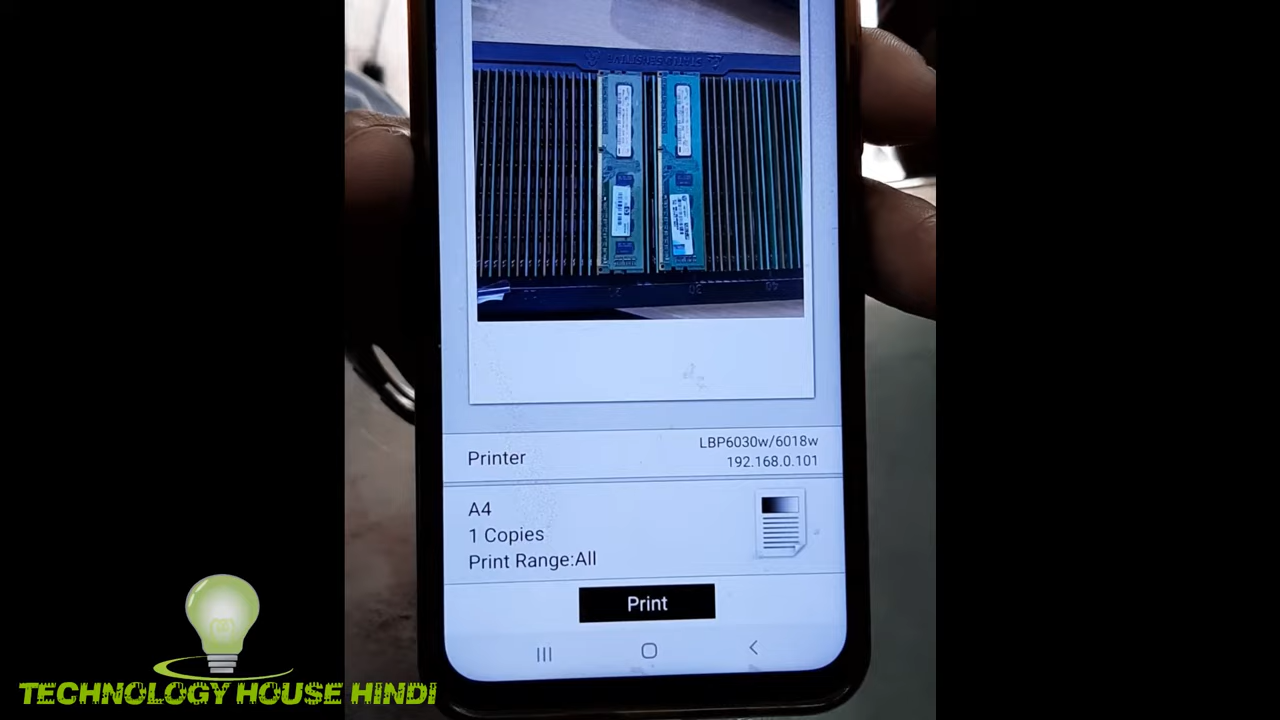 Printer
LBP6030w/6018w
192.168.0.101
A4
1 Copies
Print Range:All
Print
TECHNOLOGY HOUSE HINDI